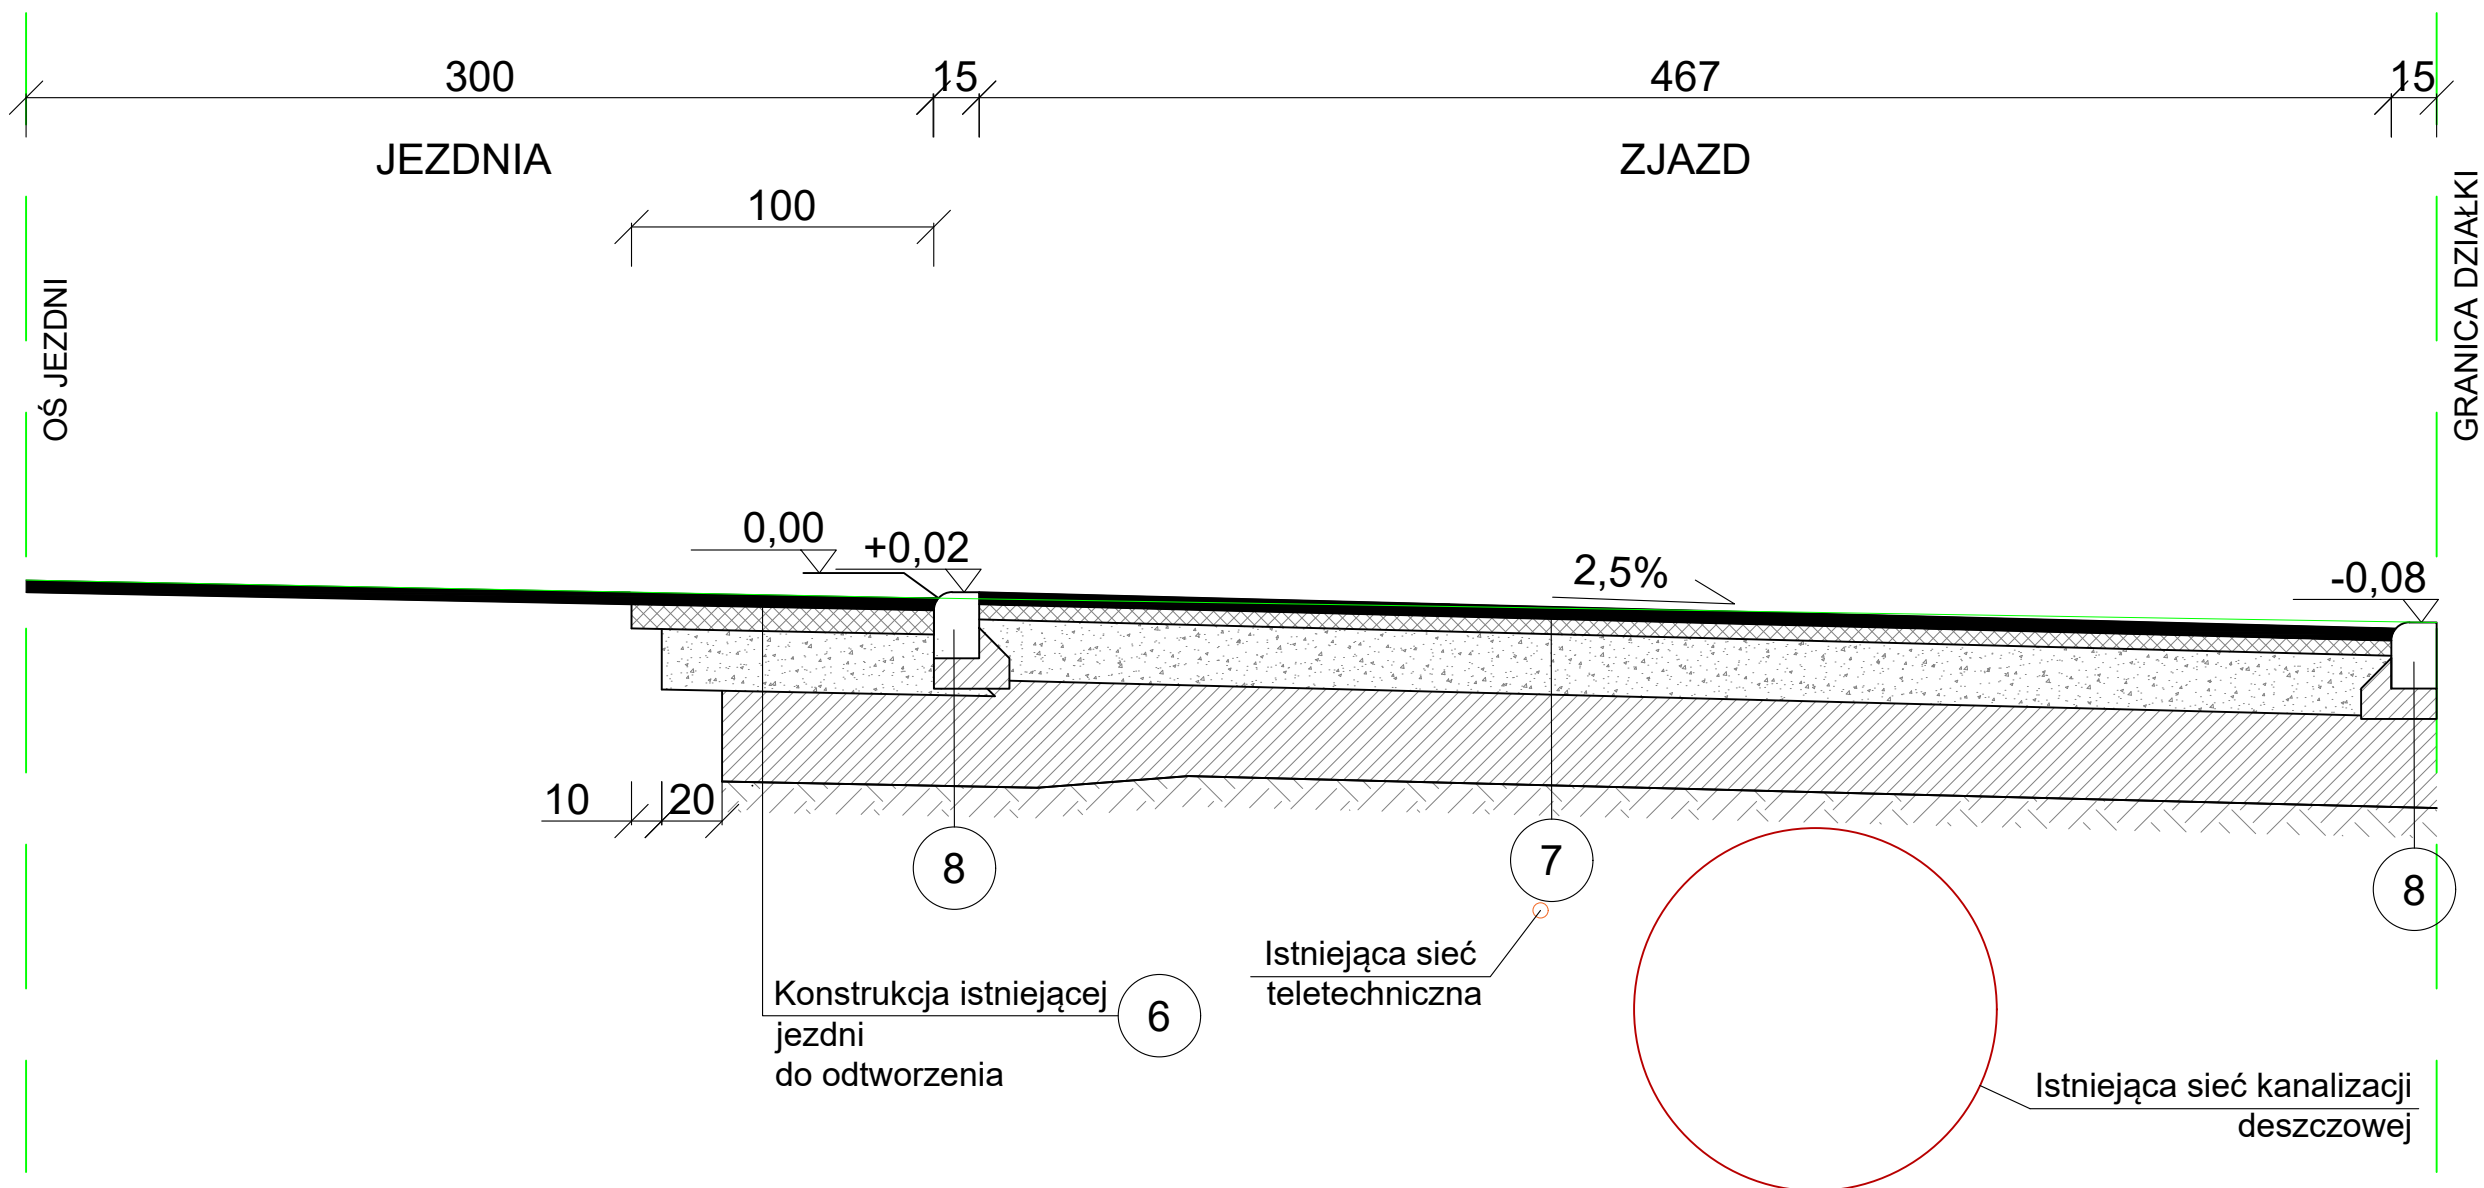 300
15
467
15
JEZDNIA
ZJAZD
100
OŚ JEZDNI
GRANICA DZIAŁKI
0,00
+0,02
2,5%
-0,08
10
20
8
7
8
Istniejąca sieć
teletechniczna
Konstrukcja istniejącej
jezdni
do odtworzenia
6
Istniejąca sieć kanalizacji
deszczowej